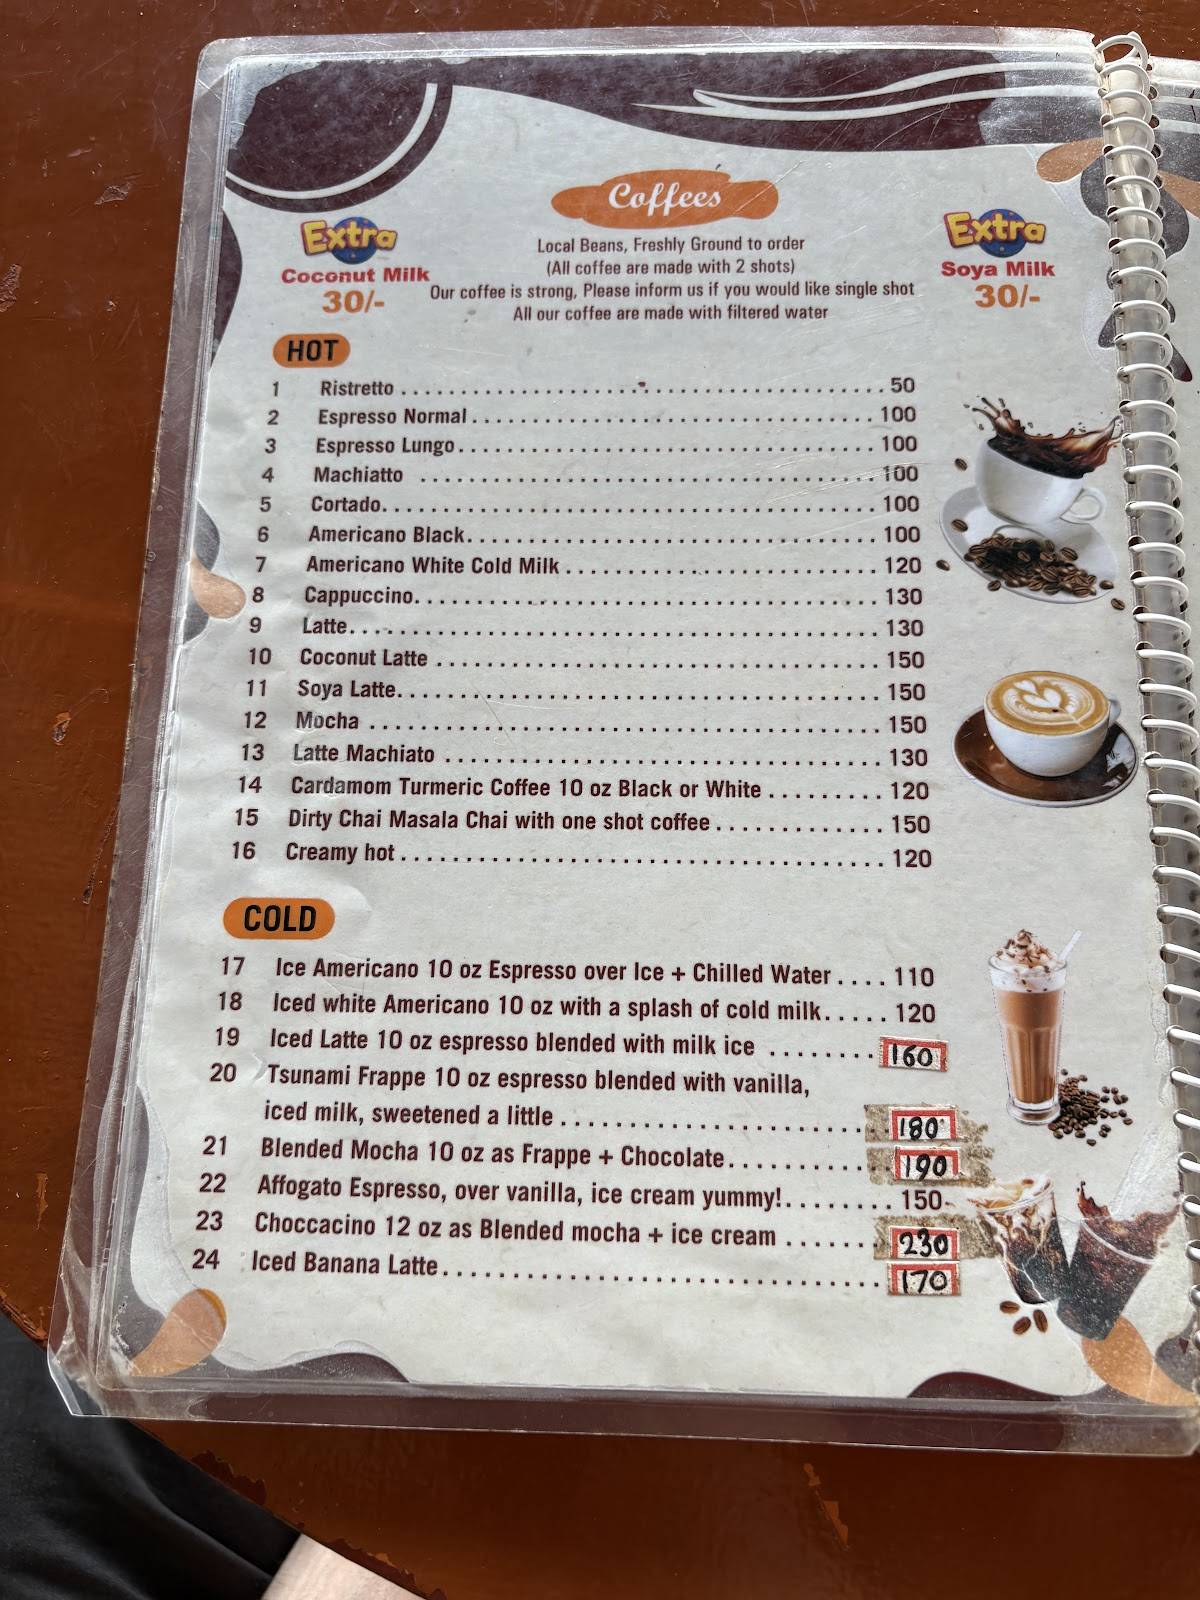 Coffees
Extra
Coconut Milk
30/-
Local Beans, Freshly Ground to order
(All coffee are made with 2 shots)
Our coffee is strong, Please inform us if you would like single shot
All our coffee are made with filtered water
Extra
Soya Milk
30/-
HOT
1 Ristretto 50
2 Espresso Normal 100
3 Espresso Lungo 100
4 Machiatto 100
5 Cortado 100
6 Americano Black 100
7 Americano White Cold Milk 120
8 Cappuccino 130
9 Latte 130
10 Coconut Latte 150
11 Soya Latte 150
12 Mocha 150
13 Latte Machiato 130
14 Cardamom Turmeric Coffee 10 oz Black or White 120
15 Dirty Chai Masala Chai with one shot coffee 150
16 Creamy hot 120
COLD
17 Ice Americano 10 oz Espresso over Ice + Chilled Water 110
18 Iced white Americano 10 oz with a splash of cold milk 120
19 Iced Latte 10 oz espresso blended with milk ice 160
20 Tsunami Frappe 10 oz espresso blended with vanilla,
iced milk, sweetened a little 180
21 Blended Mocha 10 oz as Frappe + Chocolate 190
22 Affogato Espresso, over vanilla, ice cream yummy! 150
23 Choccacino 12 oz as Blended mocha + ice cream 230
24 Iced Banana Latte 170